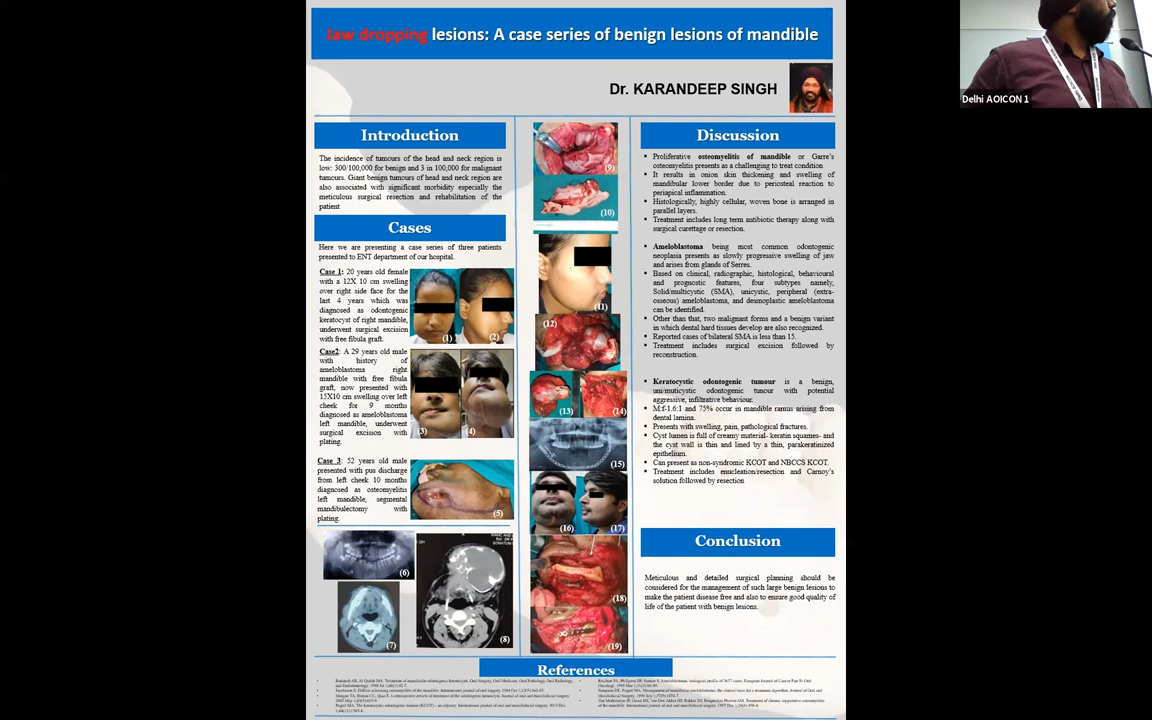 Jaw dropping lesions: A case series of benign lesions of mandible
Dr. KARANDEEP SINGH
Delhi AOICON 1
Introduction
The incidence of tumours of the head and neck region is
low: 300/100,000 for benign and 3 in 100,000 for malignant
tumours. Giant benign tumours of head and neck region are
also associated with significant morbidity especially the
meticulous surgical resection and rehabilitation of the
patient
Cases
Here we are presenting a case series of three patients
presented to ENT department of our hospital.
Case 1: 20 years old female
with a 12X 10 cm swelling
over right side face for the
last 4 years which was
diagnosed as odontogenic
keratocyst of right mandible,
underwent surgical excision
with free fibula graft.
(1)
(2)
Case2: A 29 years old male
with history of
ameloblastoma right
mandible with free fibula
graft, now presented with
15X10 cm swelling over left
cheek for 9 months
diagnosed as ameloblastoma
left mandible, underwent
surgical excision with
plating.
(3)
(4)
Case 3: 52 years old male
presented with pus discharge
from left cheek 10 months
diagnosed as osteomyelitis
left mandible, segmental
mandibulectomy with
plating.
(5)
(6)
(7)
(8)
(9)
(10)
(11)
(12)
(13)
(14)
(15)
(16)
(17)
(18)
(19)
Discussion
Proliferative osteomyelitis of mandible or Garre's
osteomyelitis presents as a challenging to treat condition
It results in onion skin thickening and swelling of
mandibular lower border due to periosteal reaction to
periapical inflammation.
Histologically, highly cellular, woven bone is arranged in
parallel layers.
Treatment includes long term antibiotic therapy along with
surgical curettage or resection.
Ameloblastoma being most common odontogenic
neoplasia presents as slowly progressive swelling of jaw
and arises from glands of Serres.
Based on clinical, radiographic, histological, behavioural
and prognostic features, four subtypes namely,
Solid/multicystic (SMA), unicystic, peripheral (extra-
osseous) ameloblastoma, and desmoplastic ameloblastoma
can be identified.
Other than that, two malignant forms and a benign variant
in which dental hard tissues develop are also recognized.
Reported cases of bilateral SMA is less than 15.
Treatment includes surgical excision followed by
reconstruction.
Keratocystic odontogenic tumour is a benign,
uni/muticystic odontogenic tumour with potential
aggressive, infiltrative behaviour.
M:f-1.6:1 and 75% occur in mandible ramus arising from
dental lamina.
Presents with swelling, pain, pathological fractures.
Cyst lumen is full of creamy material- keratin squames- and
the cyst wall is thin and lined by a thin, parakeratinized
epithelium.
Can present as non-syndromic KCOT and NBCCS KCOT.
Treatment includes enucleation/resection and Carnoy's
solution followed by resection
Conclusion
Meticulous and detailed surgical planning should be
considered for the management of such large benign lesions to
make the patient disease free and also to ensure good quality of
life of the patient with benign lesions.
References